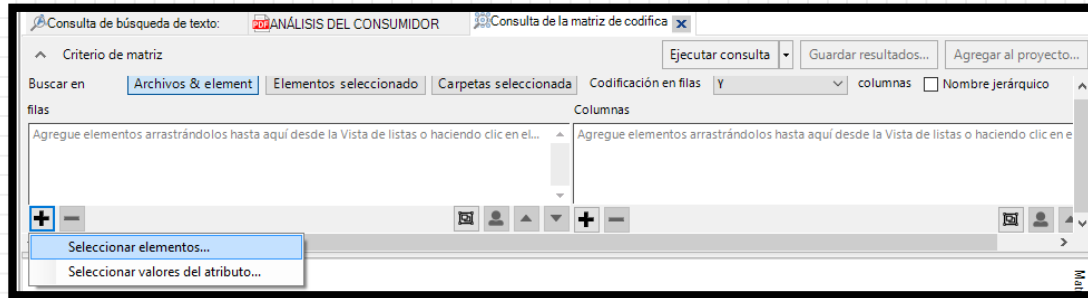 Consulta de búsqueda de texto: ANÁLISIS DEL CONSUMIDOR Consulta de la matriz de codifica
Criterio de matriz Ejecutar consulta Guardar resultados... Agregar al proyecto...
Buscar en Archivos & element Elementos seleccionado Carpetas seleccionada Codificación en filas Y columnas Nombre jerárquico
filas Columnas
Agregue elementos arrastrándolos hasta aquí desde la Vista de listas o haciendo clic en el... Agregue elementos arrastrándolos hasta aquí desde la Vista de listas o haciendo clic en e
Seleccionar elementos...
Seleccionar valores del atributo...
Mat